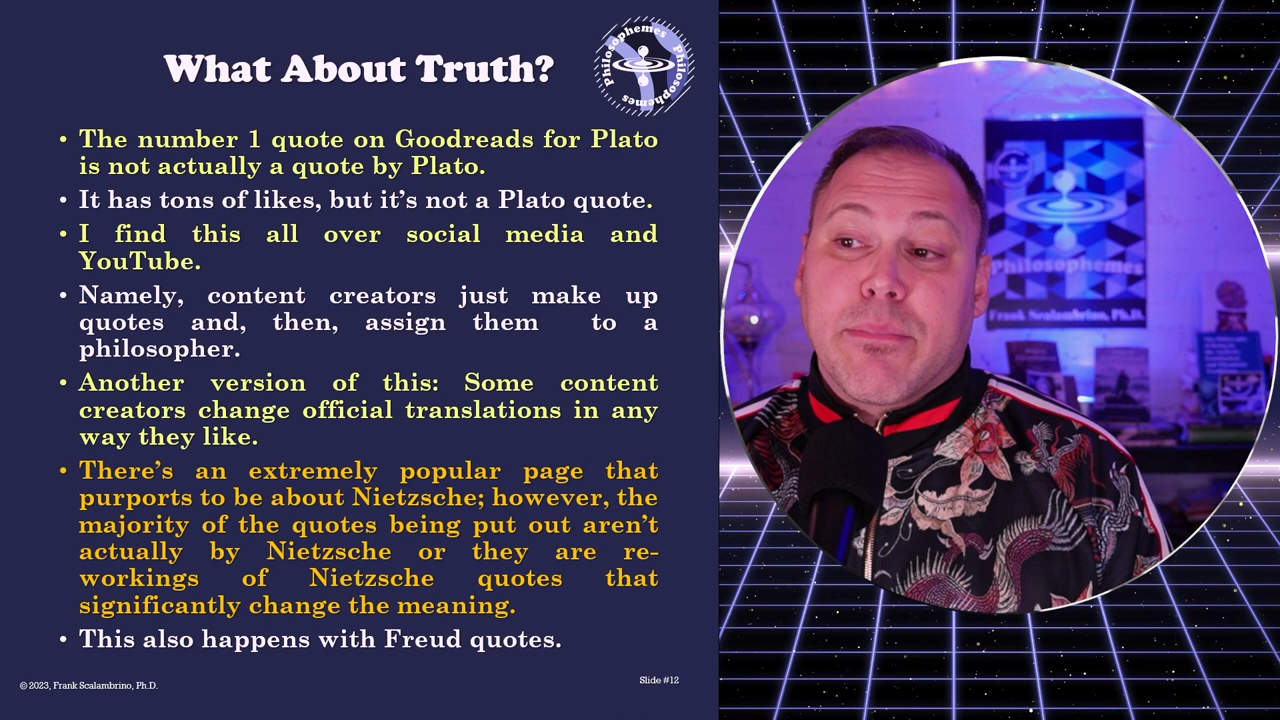 What About Truth?
Philosophemes Philosophemes Philosophemes
• The number 1 quote on Goodreads for Plato
is not actually a quote by Plato.
• It has tons of likes, but it’s not a Plato quote.
• I find this all over social media and
YouTube.
• Namely, content creators just make up
quotes and, then, assign them to a
philosopher.
• Another version of this: Some content
creators change official translations in any
way they like.
• There’s an extremely popular page that
purports to be about Nietzsche; however, the
majority of the quotes being put out aren’t
actually by Nietzsche or they are re-
workings of Nietzsche quotes that
significantly change the meaning.
• This also happens with Freud quotes.
© 2023, Frank Scalambrino, Ph.D.
Slide #12
Philosophemes
Frank Scalambrino, Ph.D.